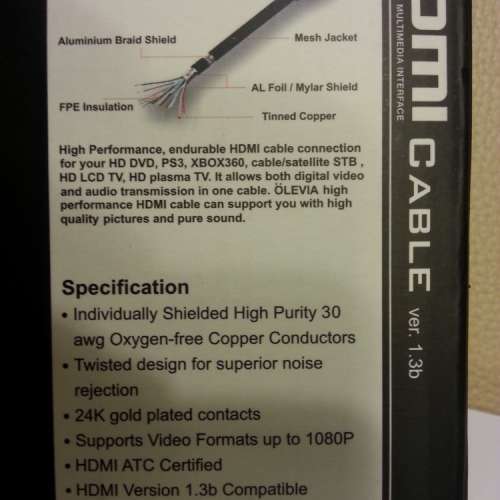 Aluminium Braid Shield
Mesh Jacket
AL Foil / Mylar Shield
FPE Insulation
Tinned Copper
High Performance, endurable HDMI cable connection
for your HD DVD, PS3, XBOX360, cable/satellite STB ,
HD LCD TV, HD plasma TV. It allows both digital video
and audio transmission in one cable. ÖLEVIA high
performance HDMI cable can support you with high
quality pictures and pure sound.
Specification
• Individually Shielded High Purity 30
awg Oxygen-free Copper Conductors
• Twisted design for superior noise
rejection
• 24K gold plated contacts
• Supports Video Formats up to 1080P
• HDMI ATC Certified
• HDMI Version 1.3b Compatible
MULTIMEDIA INTERFACE
CABLE ver. 1.3b